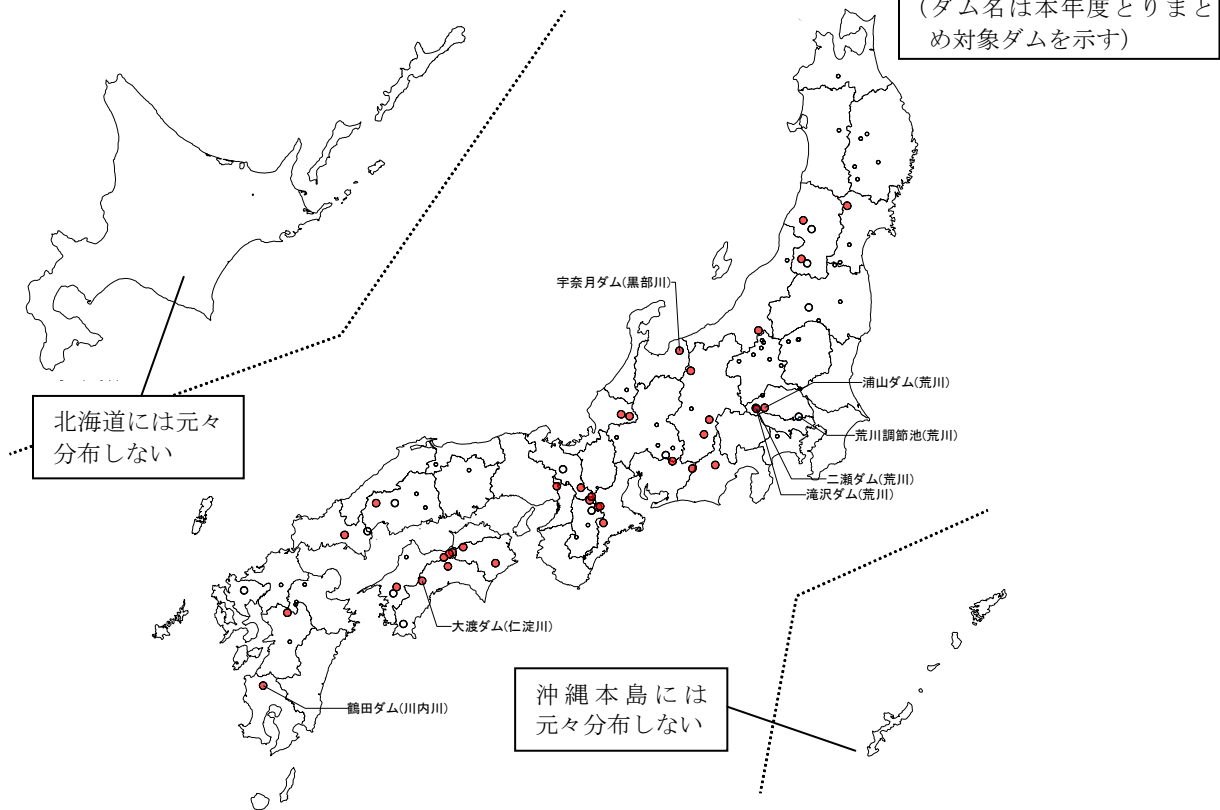 (ダム名は本年度とりまと
め対象ダムを示す)
宇奈月ダム(黒部川)
浦山ダム(荒川)
荒川調節池(荒川)
二瀬ダム(荒川)
滝沢ダム(荒川)
北海道には元々
分布しない
大渡ダム(仁淀川)
沖縄本島には
元々分布しない
鶴田ダム(川内川)